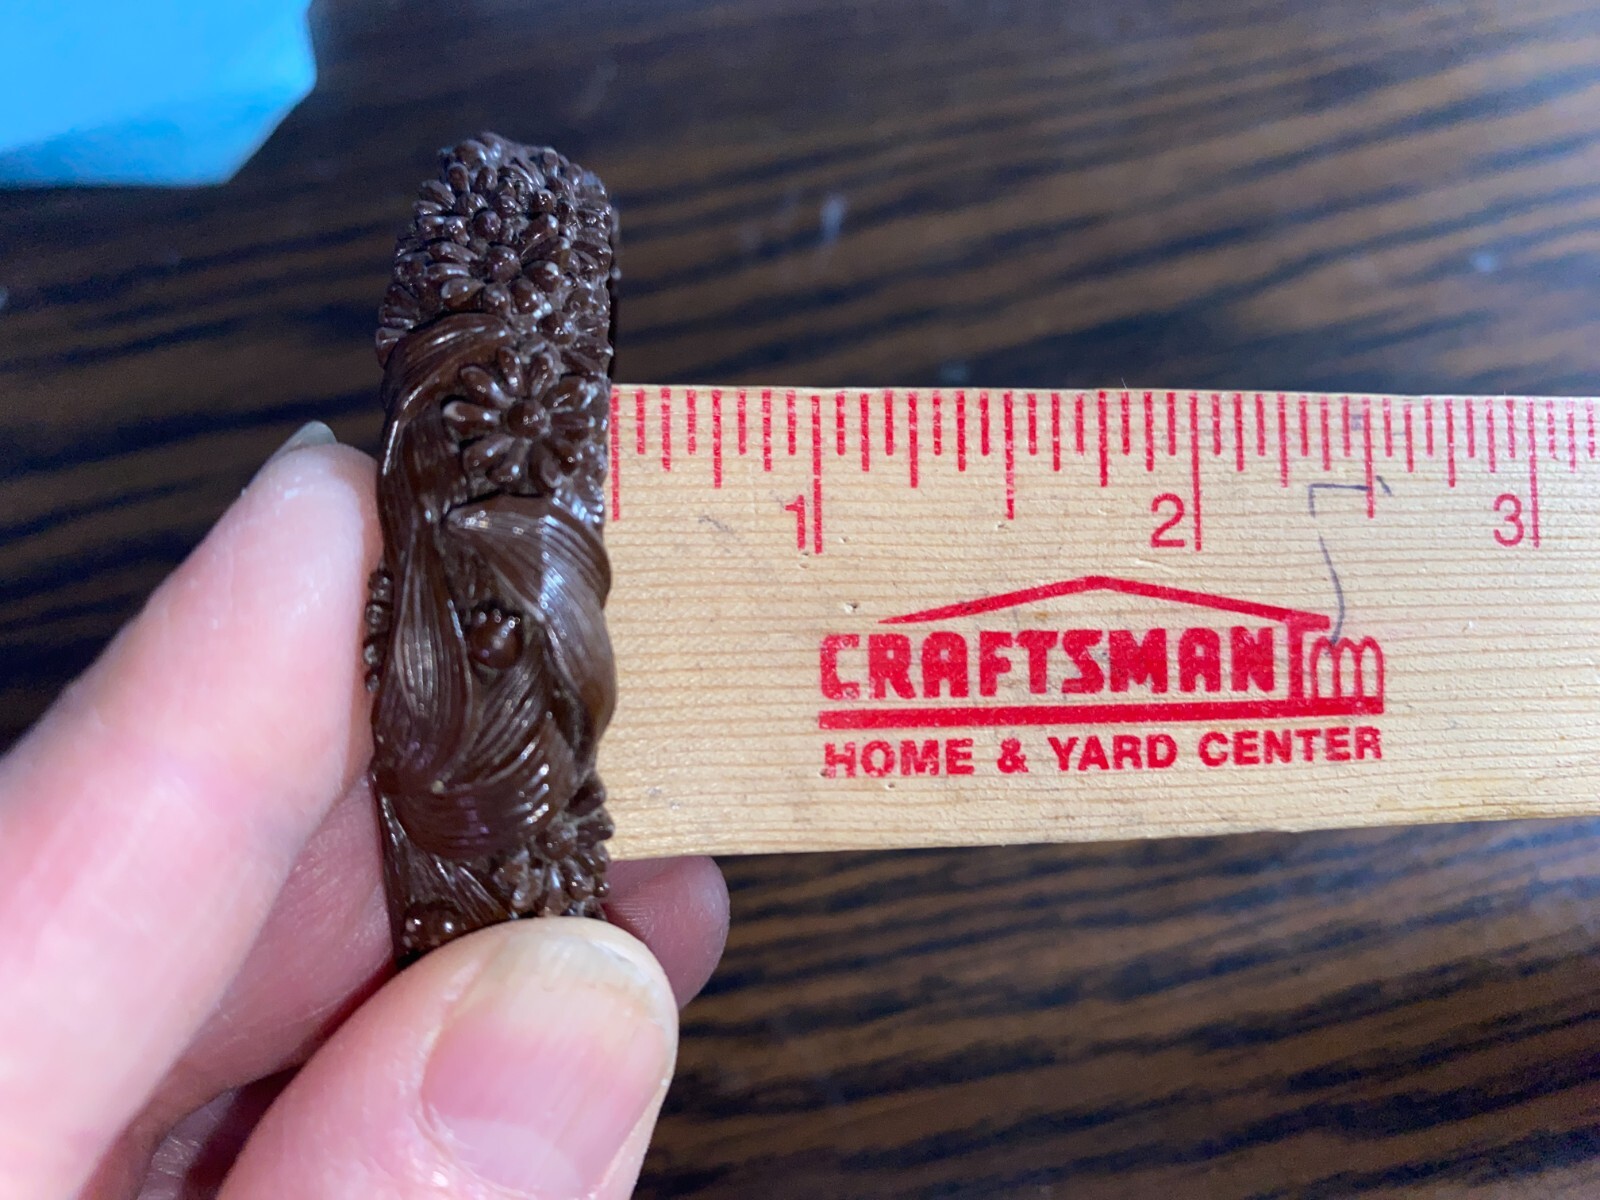 1 2 3
CRAFTSMAN
HOME & YARD CENTER